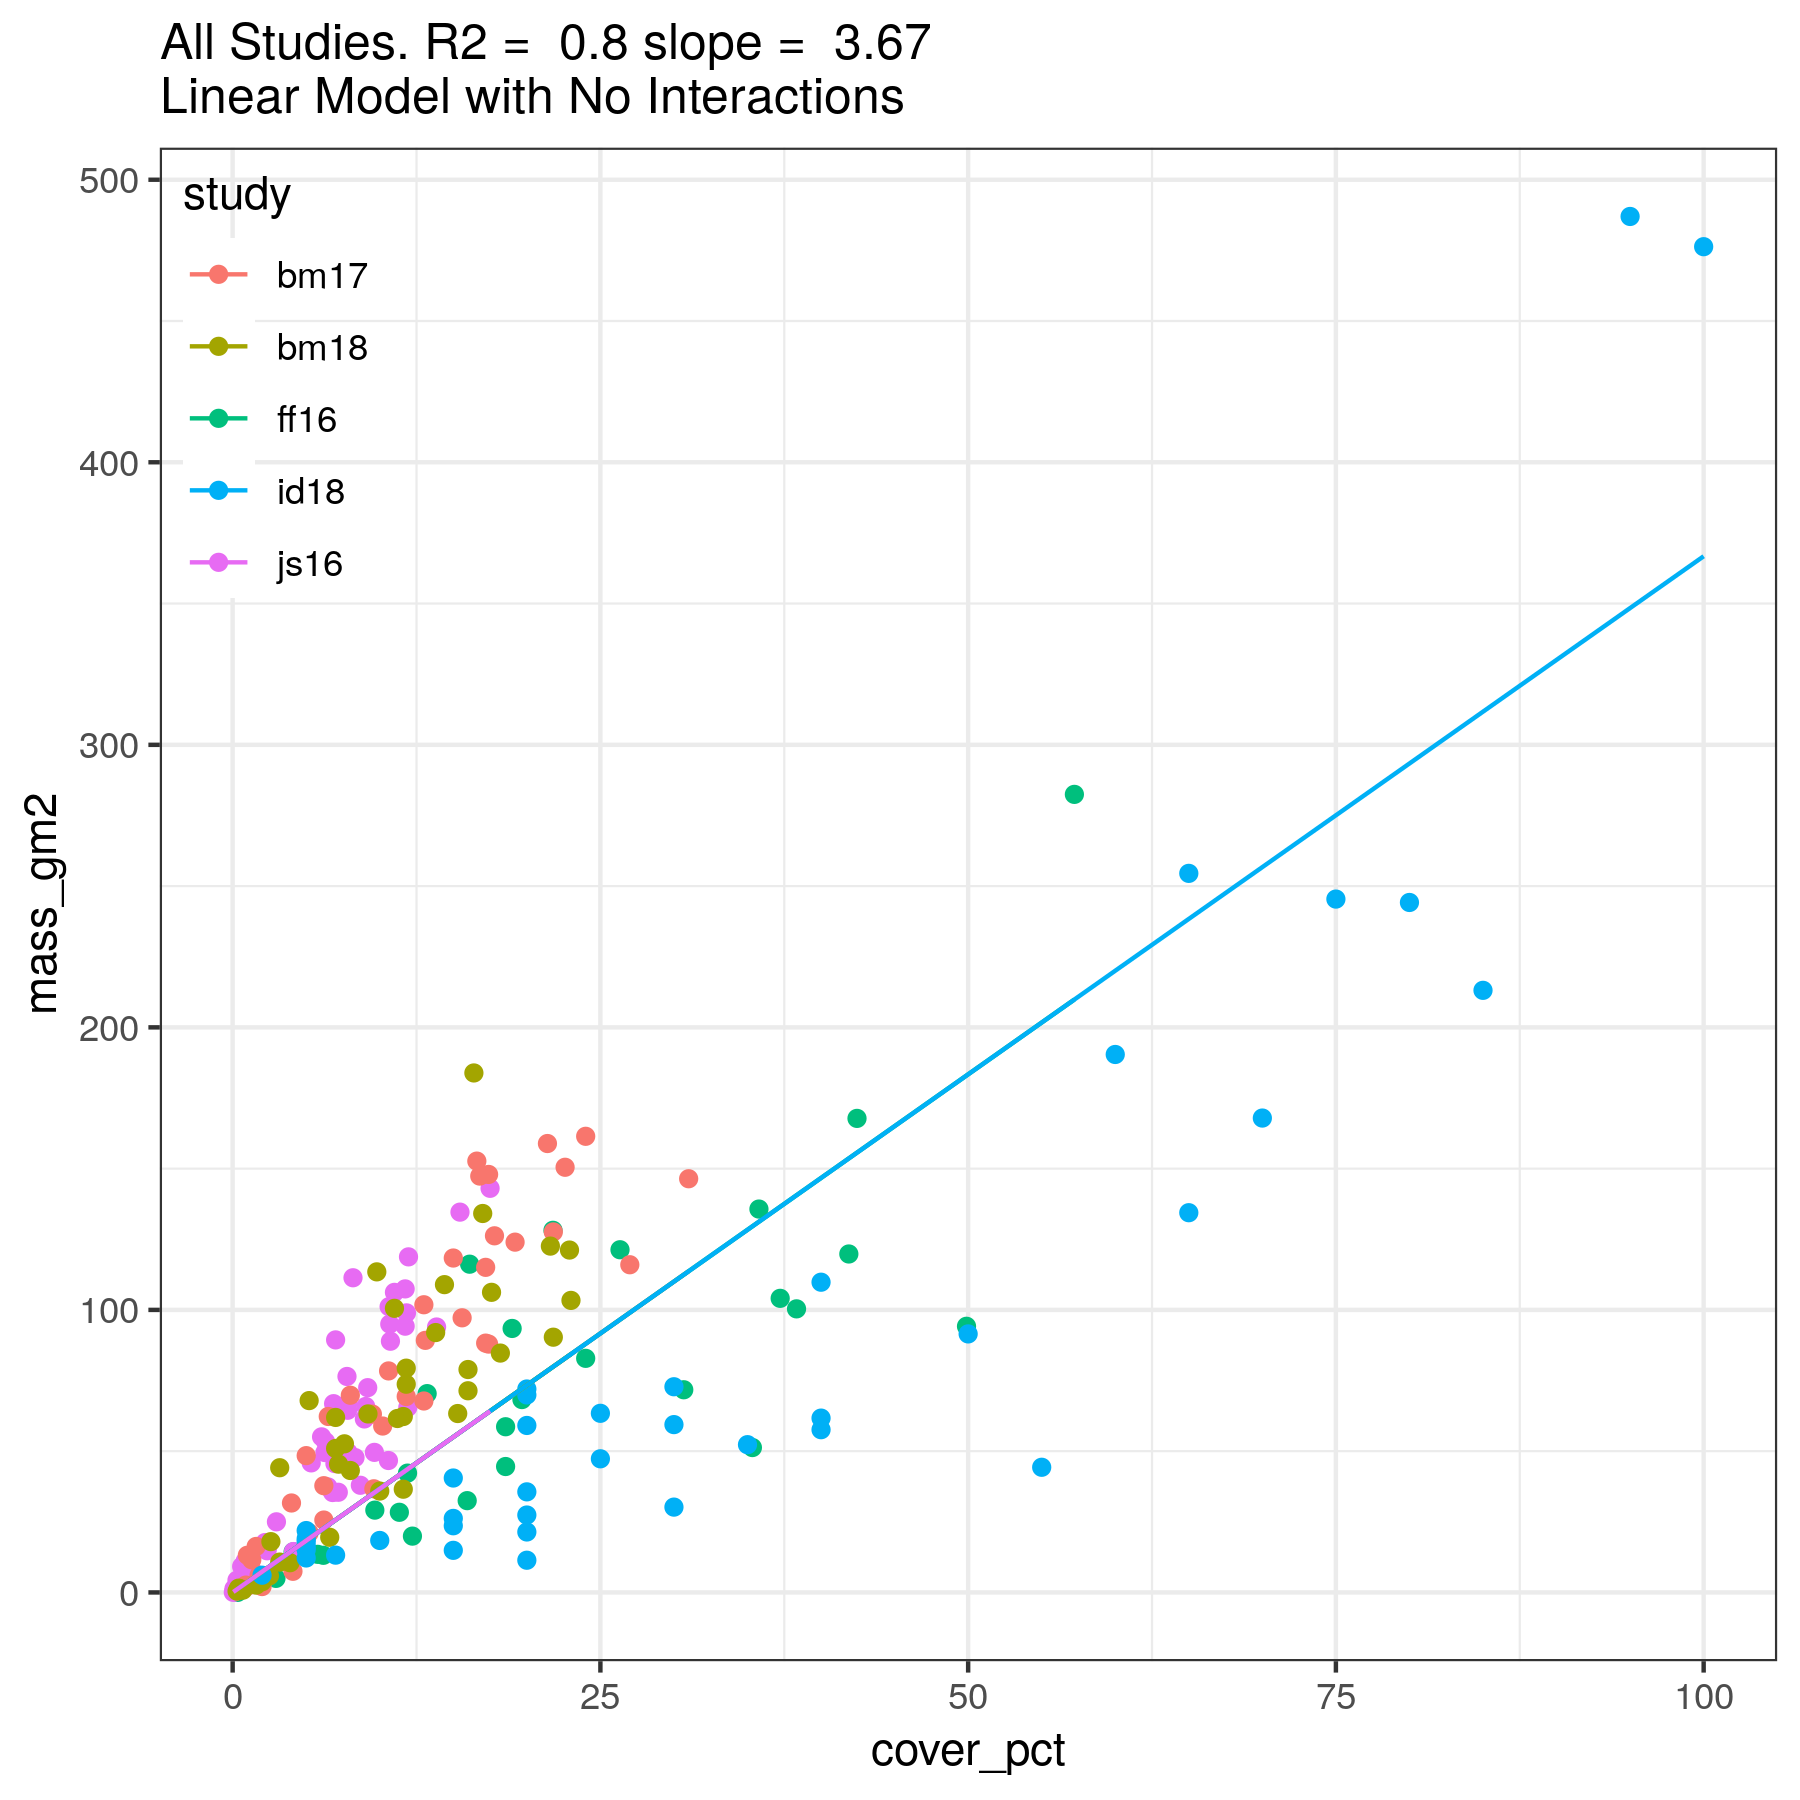 All Studies. R2 =  0.8 slope =  3.67
Linear Model with No Interactions
study
bm17
bm18
ff16
id18
js16
500
400
300
200
100
0
mass_gm2
0 25 50 75 100
cover_pct